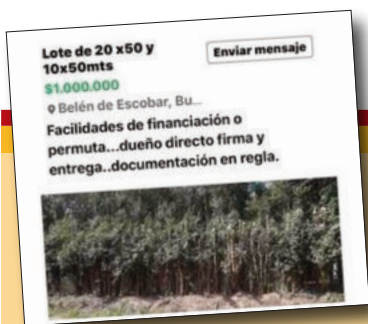 Lote de 20 x50 y
10x50mts
Enviar mensaje
$1.000.000
Belén de Escobar, Bu...
Facilidades de financiación o
permuta...dueño directo firma y
entrega..documentación en regla.